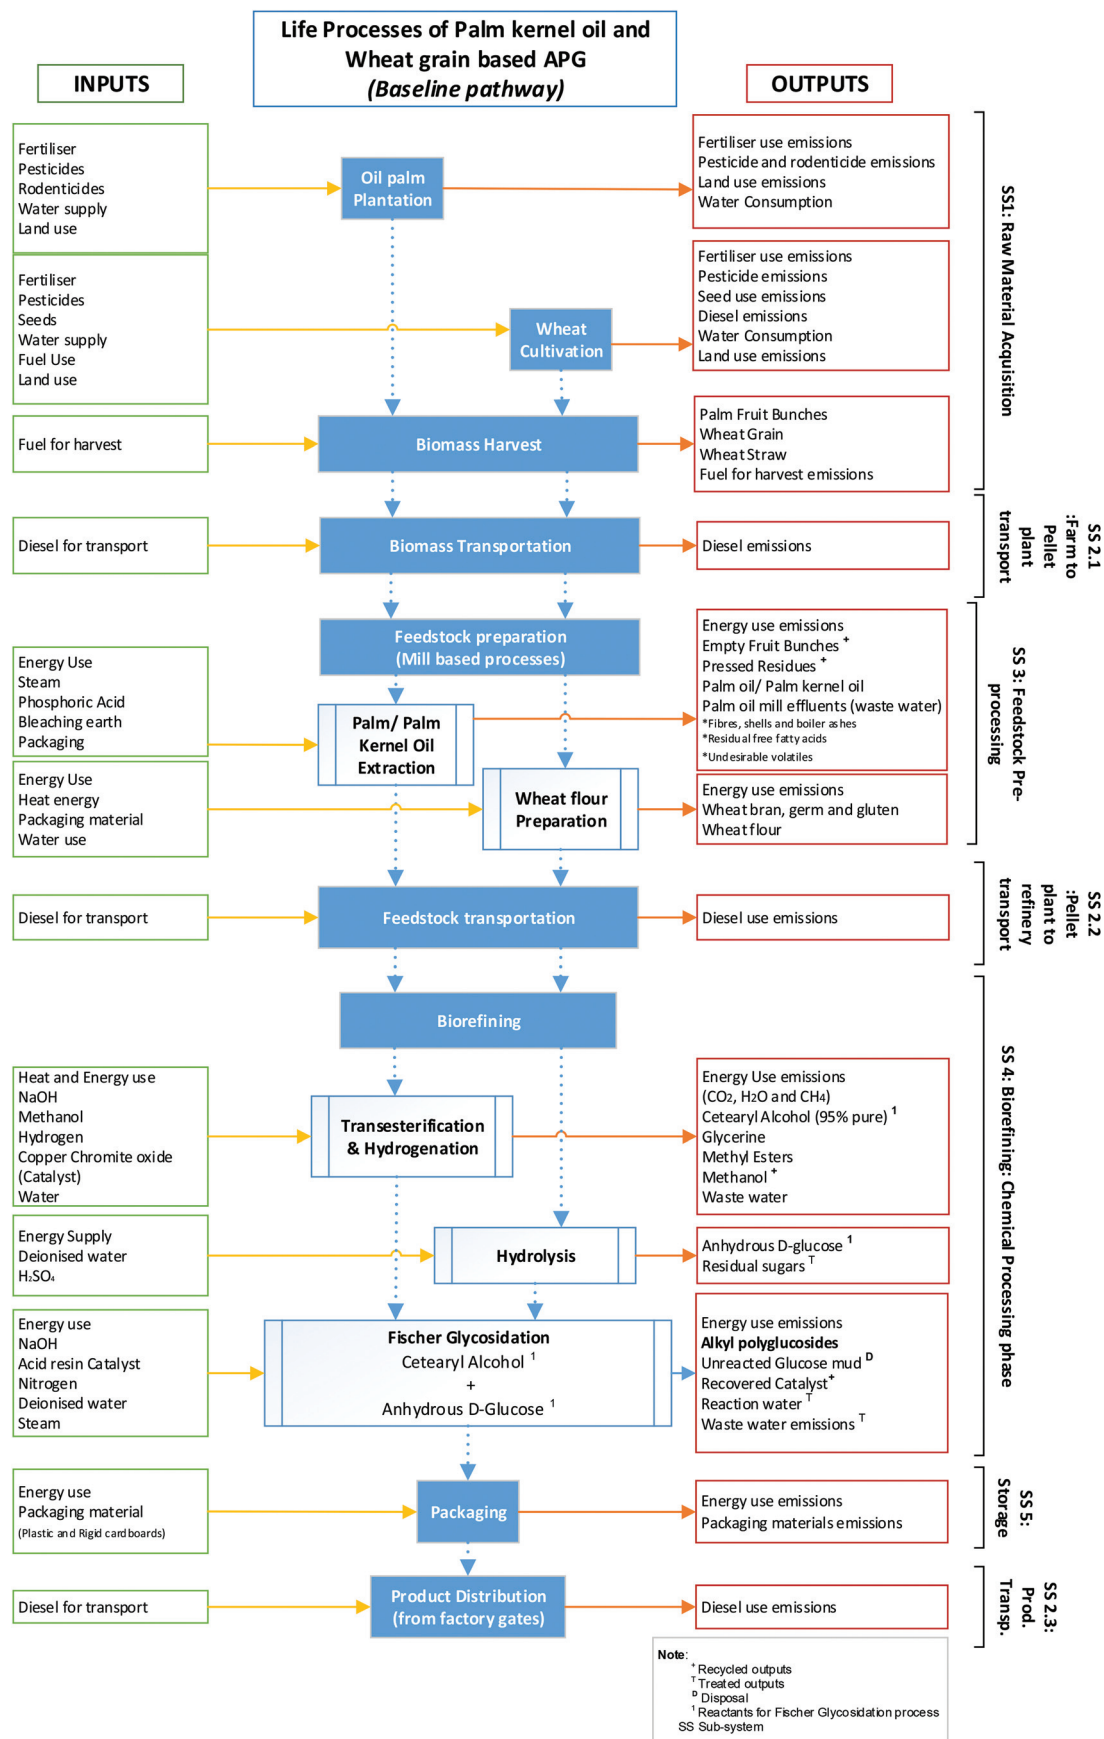 Life Processes of Palm kernel oil and
Wheat grain based APG
(Baseline pathway)
INPUTS
OUTPUTS
Fertiliser
Pesticides
Rodenticides
Water supply
Land use
Oil palm
Plantation
Fertiliser use emissions
Pesticide and rodenticide emissions
Land use emissions
Water Consumption
Fertiliser
Pesticides
Seeds
Water supply
Fuel Use
Land use
Wheat
Cultivation
Fertiliser use emissions
Pesticide emissions
Seed use emissions
Diesel emissions
Water Consumption
Land use emissions
Fuel for harvest
Biomass Harvest
Palm Fruit Bunches
Wheat Grain
Wheat Straw
Fuel for harvest emissions
SS1: Raw Material Acquisition
Diesel for transport
Biomass Transportation
Diesel emissions
SS 2.1
:Farm to
Pellet
plant
transport
Feedstock preparation
(Mill based processes)
Energy Use
Steam
Phosphoric Acid
Bleaching earth
Packaging
Palm/ Palm
Kernel Oil
Extraction
Energy use emissions
Empty Fruit Bunches +
Pressed Residues +
Palm oil/ Palm kernel oil
Palm oil mill effluents (waste water)
*Fibres, shells and boiler ashes
*Residual free fatty acids
*Undesirable volatiles
Energy Use
Heat energy
Packaging material
Water use
Wheat flour
Preparation
Energy use emissions
Wheat bran, germ and gluten
Wheat flour
SS 3: Feedstock Pre-
processing
Diesel for transport
Feedstock transportation
Diesel use emissions
SS 2.2
:Pellet
plant to
refinery
transport
Biorefining
Heat and Energy use
NaOH
Methanol
Hydrogen
Copper Chromite oxide
(Catalyst)
Water
Transesterification
& Hydrogenation
Energy Use emissions
(CO₂, H₂O and CH₄)
Cetearyl Alcohol (95% pure) ¹
Glycerine
Methyl Esters
Methanol +
Waste water
Energy Supply
Deionised water
H₂SO₄
Hydrolysis
Anhydrous D-glucose ¹
Residual sugars T
Energy use
NaOH
Acid resin Catalyst
Nitrogen
Deionised water
Steam
Fischer Glycosidation
Cetearyl Alcohol ¹
+
Anhydrous D-Glucose ¹
Energy use emissions
Alkyl polyglucosides
Unreacted Glucose mud D
Recovered Catalyst+
Reaction water T
Waste water emissions T
SS 4: Biorefining: Chemical Processing phase
Energy use
Packaging material
(Plastic and Rigid cardboards)
Packaging
Energy use emissions
Packaging materials emissions
SS 5:
Storage
Diesel for transport
Product Distribution
(from factory gates)
Diesel use emissions
SS 2.3:
Prod.
Transp.
Note:
+ Recycled outputs
T Treated outputs
D Disposal
¹ Reactants for Fischer Glycosidation process
SS Sub-system